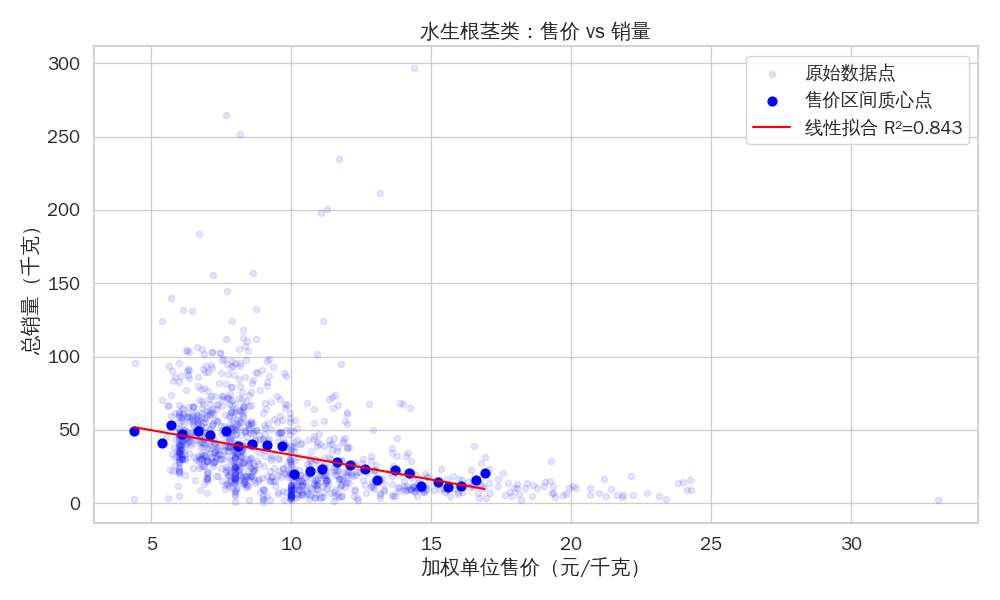 水生根茎类：售价 vs 销量
原始数据点
售价区间质心点
线性拟合 R²=0.843
总销量（千克）
300
250
200
150
100
50
0
5
10
15
20
25
30
加权单位售价（元/千克）